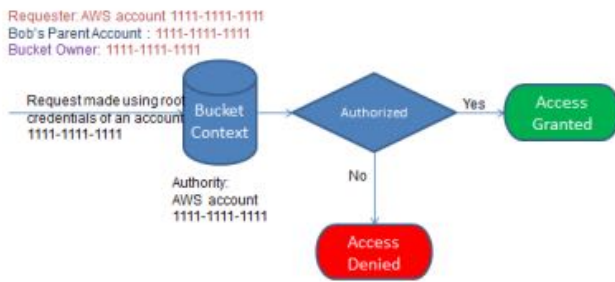 Requester: AWS account 1111-1111-1111
Bob's Parent Account : 1111-1111-1111
Bucket Owner: 1111-1111-1111
Request made using root
credentials of an account
1111-1111-1111
Bucket
Context
Authorized
Yes
Access
Granted
Authority:
AWS account
1111-1111-1111
No
Access
Denied